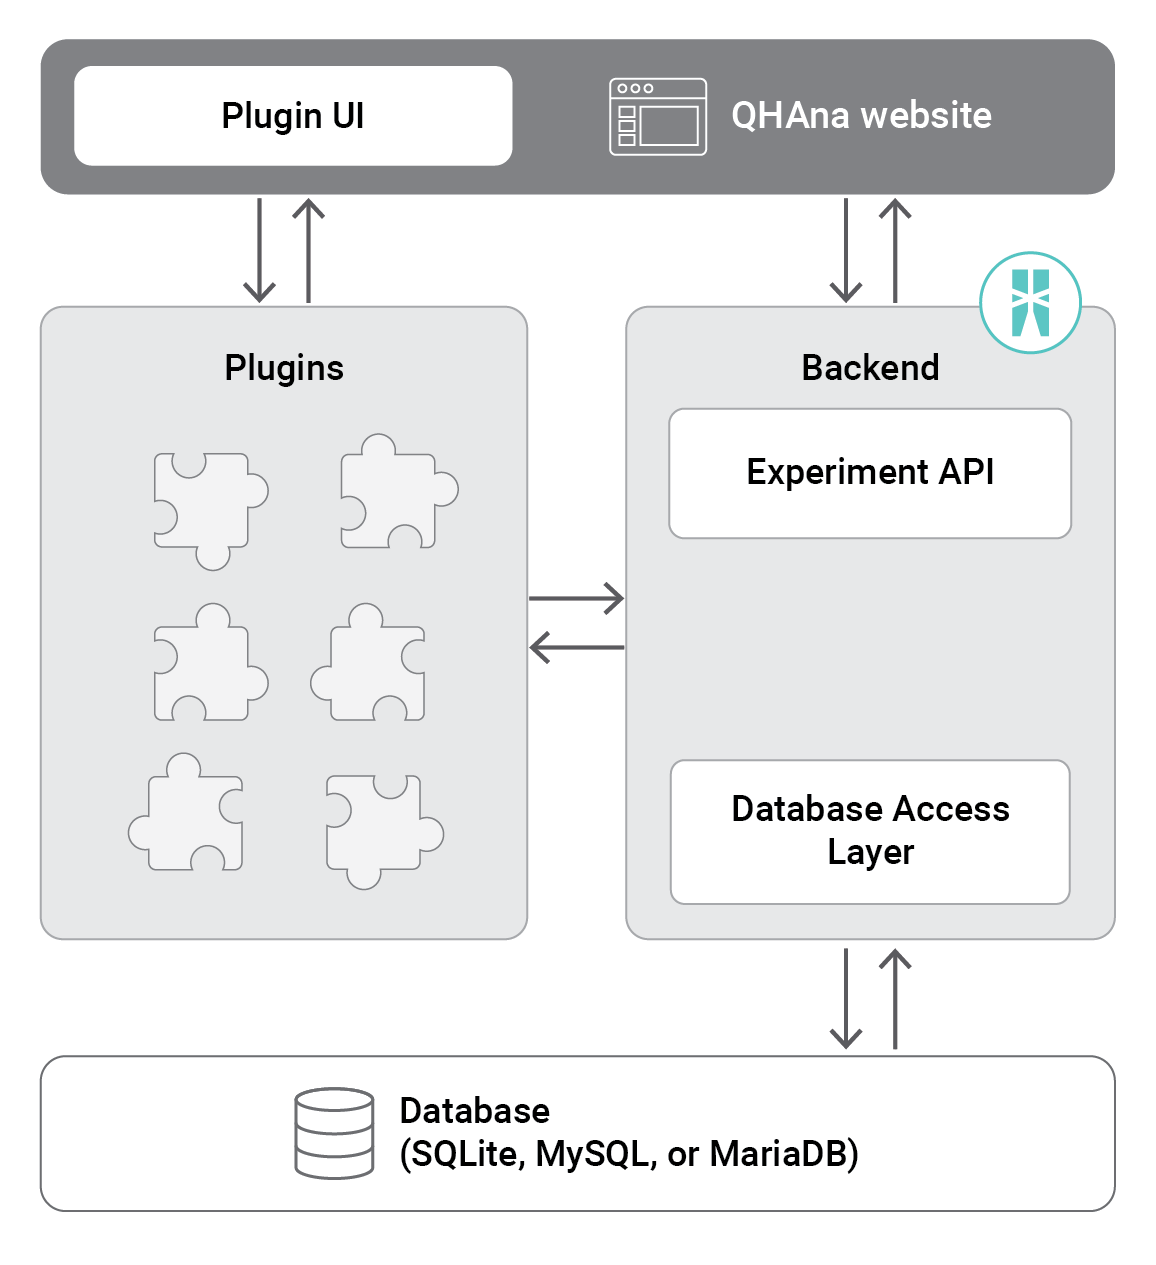 Plugin UI
QHAna website
Plugins
Backend
Experiment API
Database Access
Layer
Database
(SQLite, MySQL, or MariaDB)